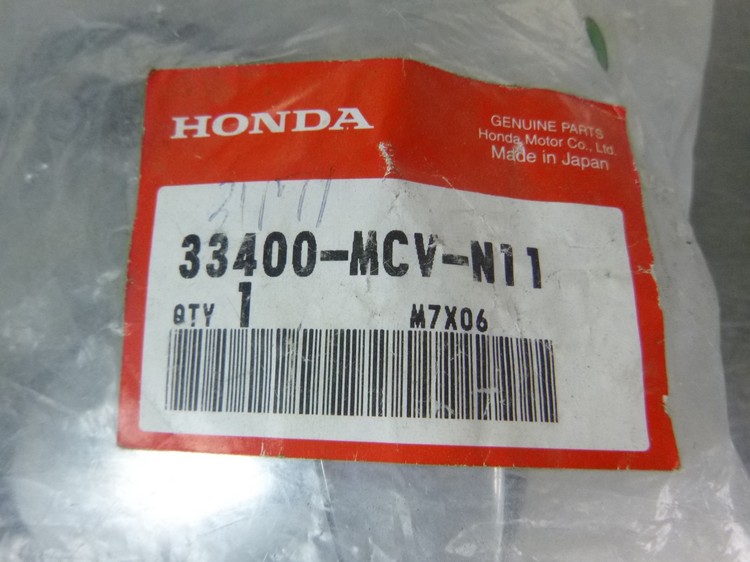 HONDA
GENUINE PARTS
Honda Motor Co., Ltd.
Made in Japan
33400-MCV-N11
QTY 1 M7X06